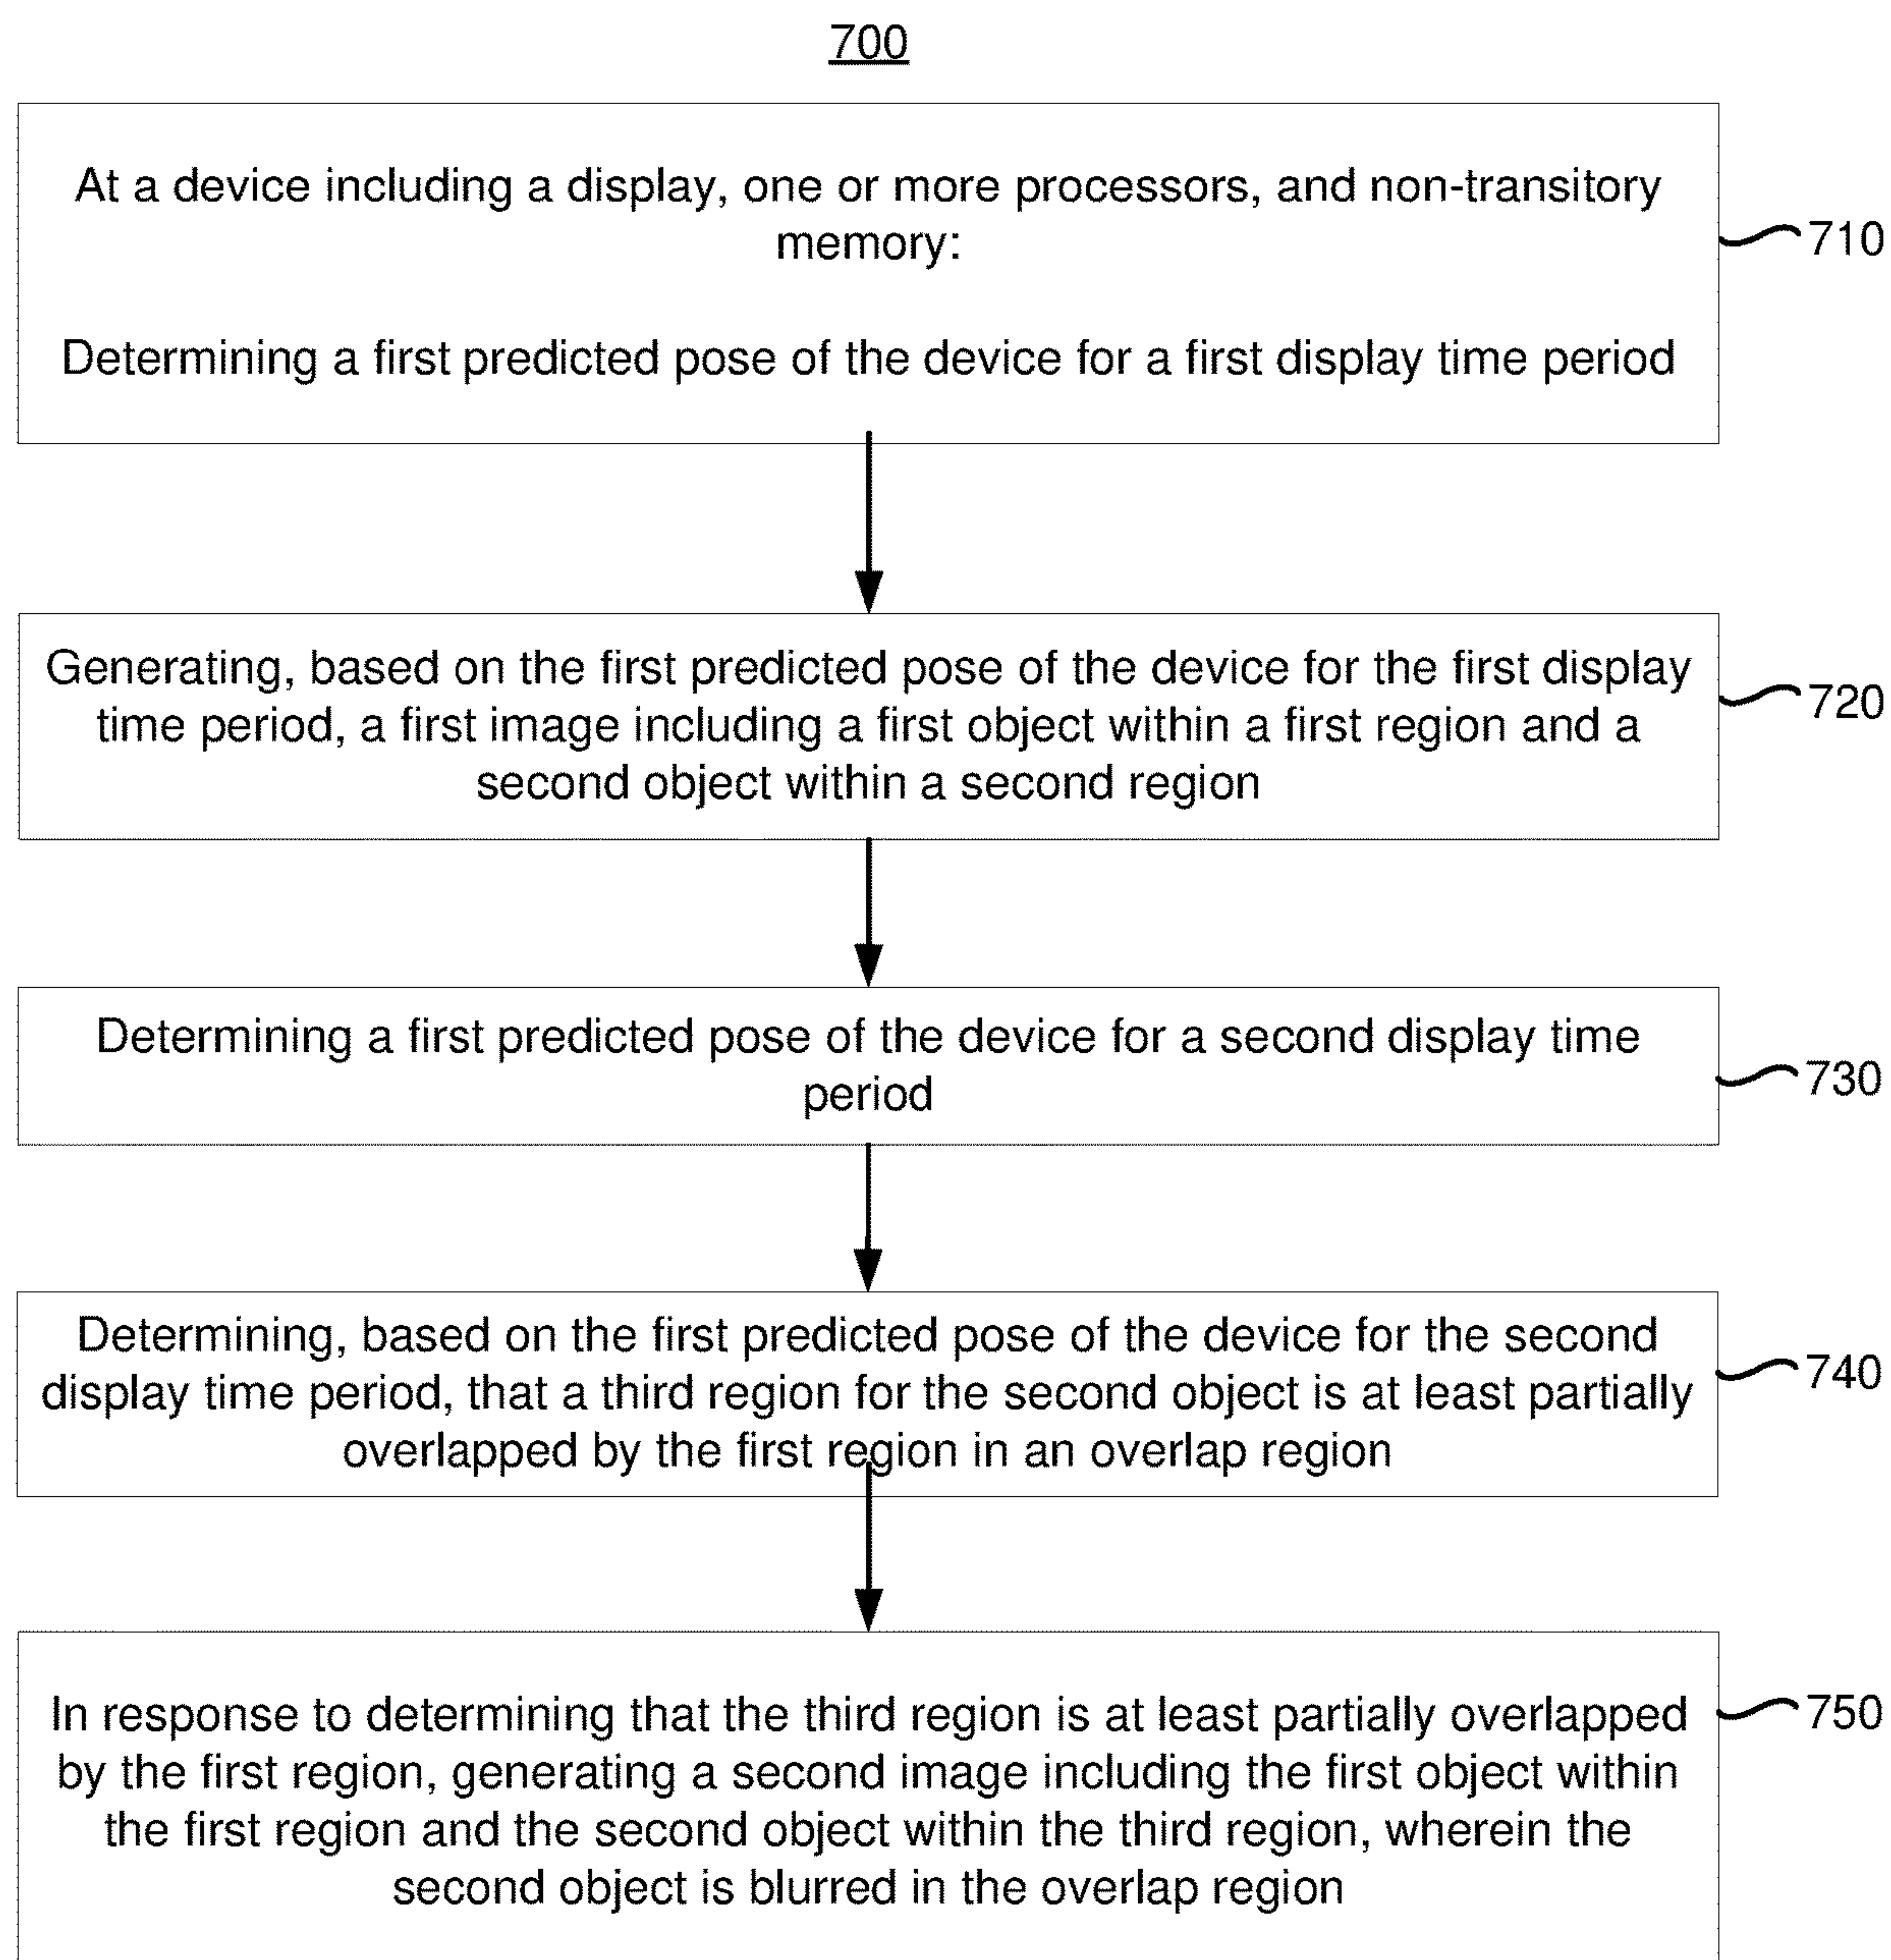 700
At a device including a display, one or more processors, and non-transitory
memory:
Determining a first predicted pose of the device for a first display time period
710
Generating, based on the first predicted pose of the device for the first display
time period, a first image including a first object within a first region and a
second object within a second region
720
Determining a first predicted pose of the device for a second display time
period
730
Determining, based on the first predicted pose of the device for the second
display time period, that a third region for the second object is at least partially
overlapped by the first region in an overlap region
740
In response to determining that the third region is at least partially overlapped
by the first region, generating a second image including the first object within
the first region and the second object within the third region, wherein the
second object is blurred in the overlap region
750